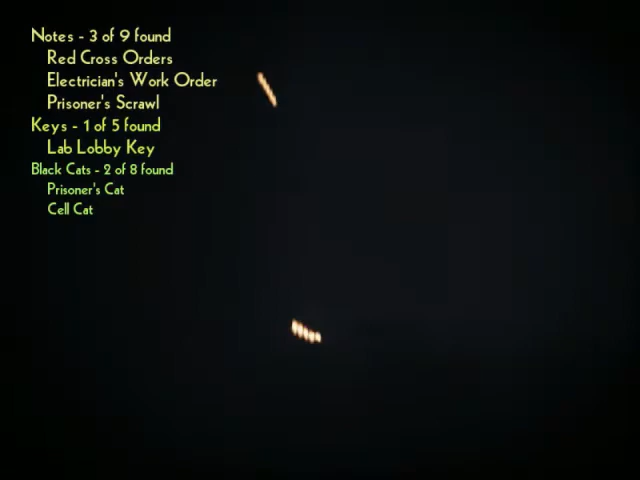 Notes - 3 of 9 found
Red Cross Orders
Electrician's Work Order
Prisoner's Scrawl
Keys - 1 of 5 found
Lab Lobby Key
Black Cats - 2 of 8 found
Prisoner's Cat
Cell Cat